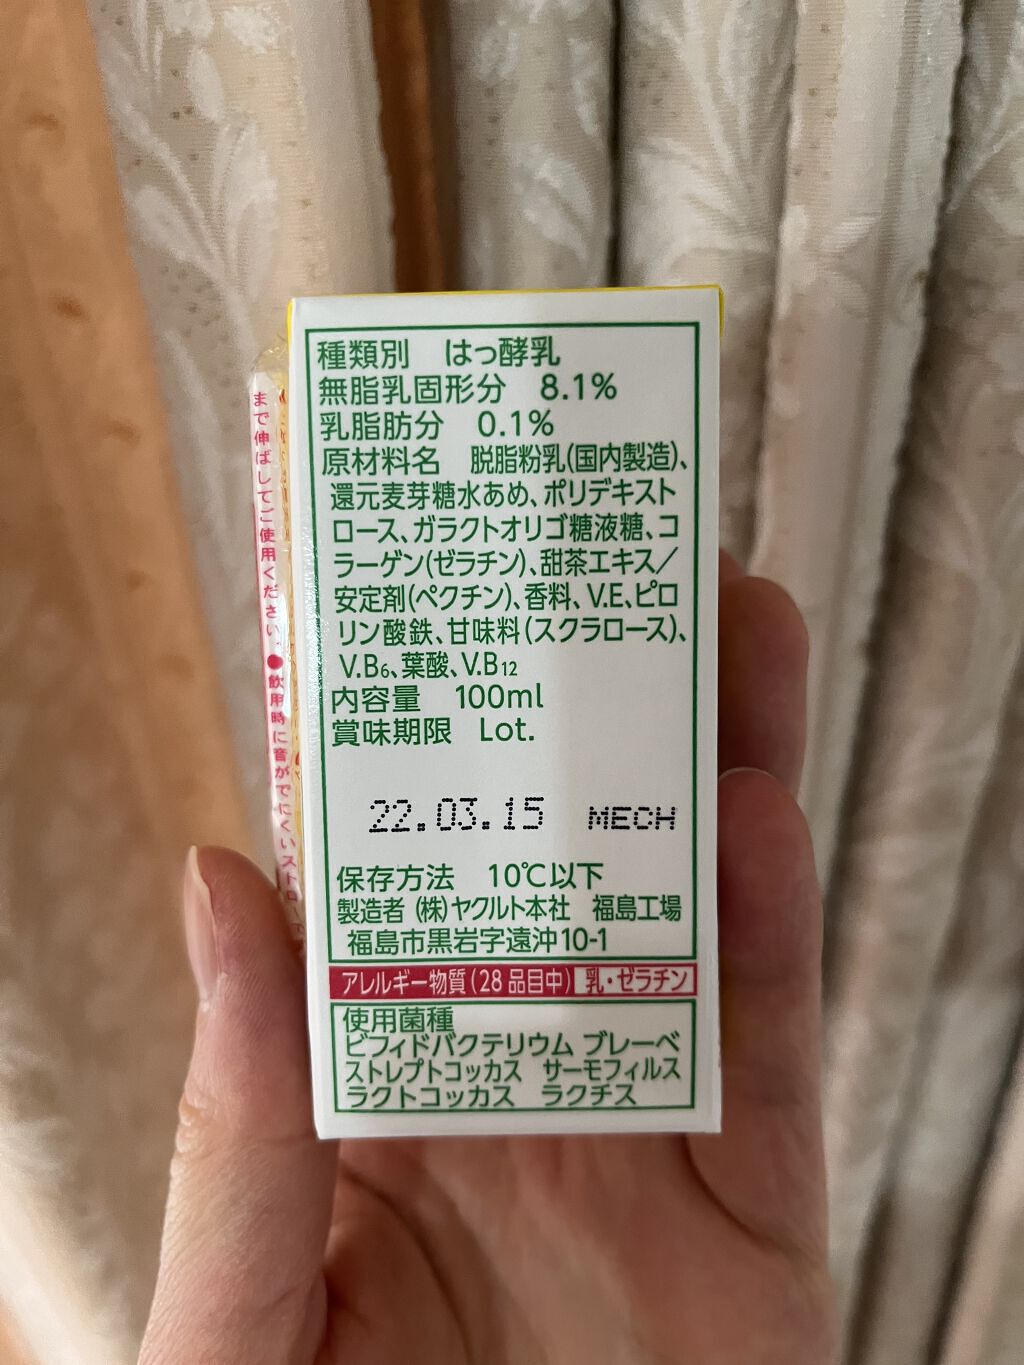 種類別 はっ酵乳
無脂乳固形分 8.1%
乳脂肪分 0.1%
原材料名 脱脂粉乳(国内製造)、
還元麦芽糖水あめ、ポリデキスト
ロース、ガラクトオリゴ糖液糖、コ
ラーゲン(ゼラチン)、甜茶エキス/
安定剤(ペクチン)、香料、V.E、ピロ
リン酸鉄、甘味料(スクラロース)、
V.B6、葉酸、V.B12
内容量 100ml
賞味期限 Lot.
22.03.15 MECH
保存方法 10℃以下
製造者 (株)ヤクルト本社 福島工場
福島市黒岩字遠沖10-1
アレルギー物質(28品目中) 乳・ゼラチン
使用菌種
ビフィドバクテリウム ブレーベ
ストレプトコッカス サーモフィルス
ラクトコッカス ラクチス
まで伸ばしてご使用ください。●飲用時に音がでにくいストロー